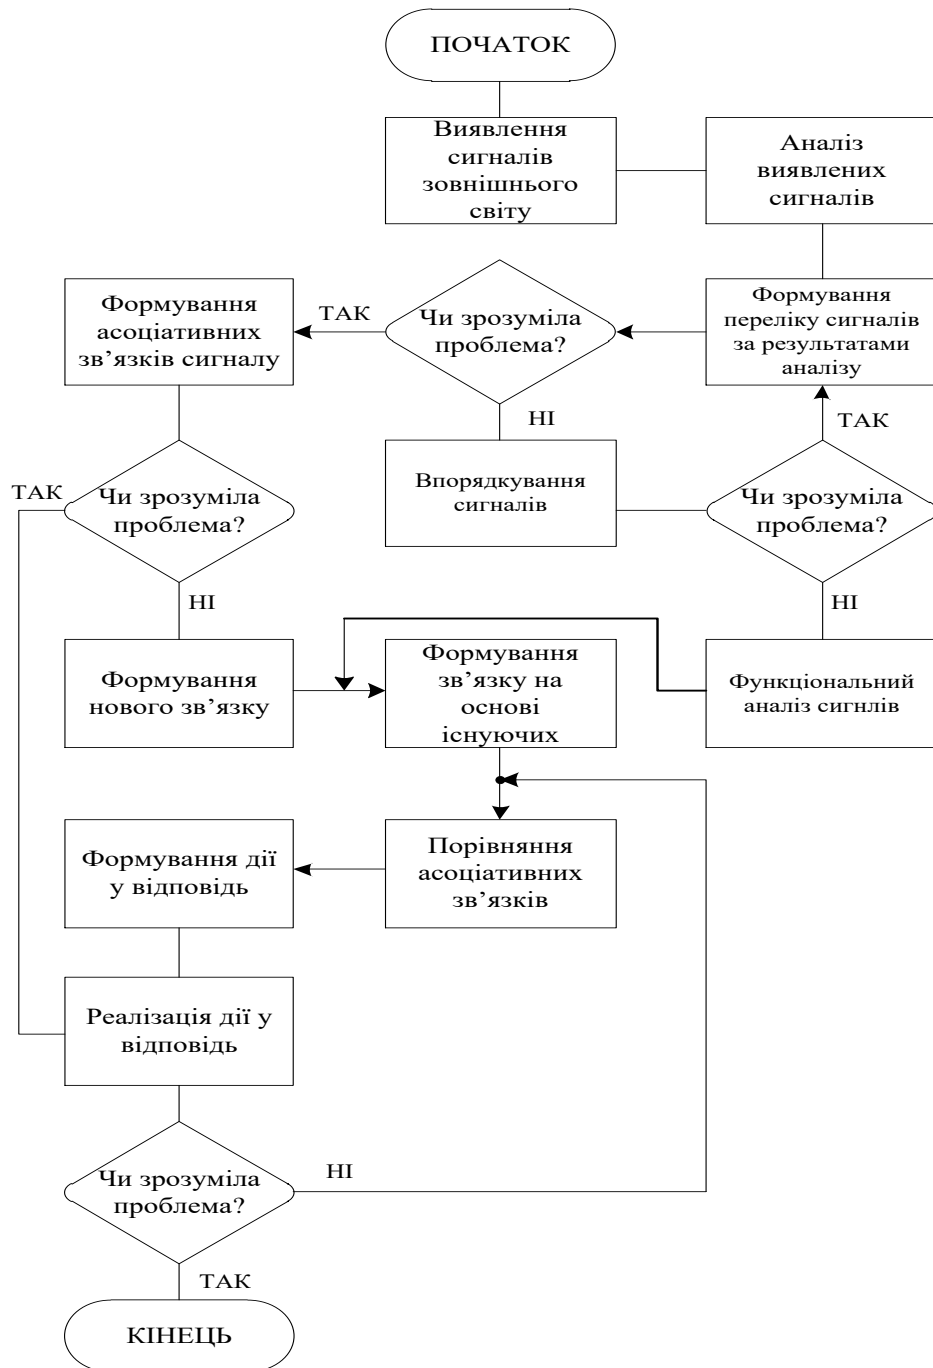 ПОЧАТОК
Виявлення
сигналів
зовнішнього
світу
Аналіз
виявлених
сигналів
Формування
асоціативних
зв’язків сигналу
ТАК
Чи зрозуміла
проблема?
Формування
переліку сигналів
за результатами
аналізу
НІ
ТАК
ТАК
Чи зрозуміла
проблема?
Впорядкування
сигналів
Чи зрозуміла
проблема?
НІ
НІ
Формування
нового зв’язку
Формування
зв’язку на
основі
існуючих
Функціональний
аналіз сигнлів
Формування дії
у відповідь
Порівняння
асоціативних
зв’язків
Реалізація дії у
відповідь
Чи зрозуміла
проблема?
НІ
ТАК
КІНЕЦЬ